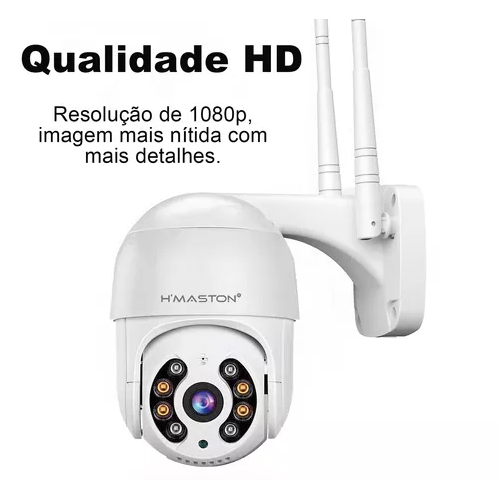 Qualidade HD
Resolução de 1080p,
imagem mais nítida com
mais detalhes.
H'MASTON®